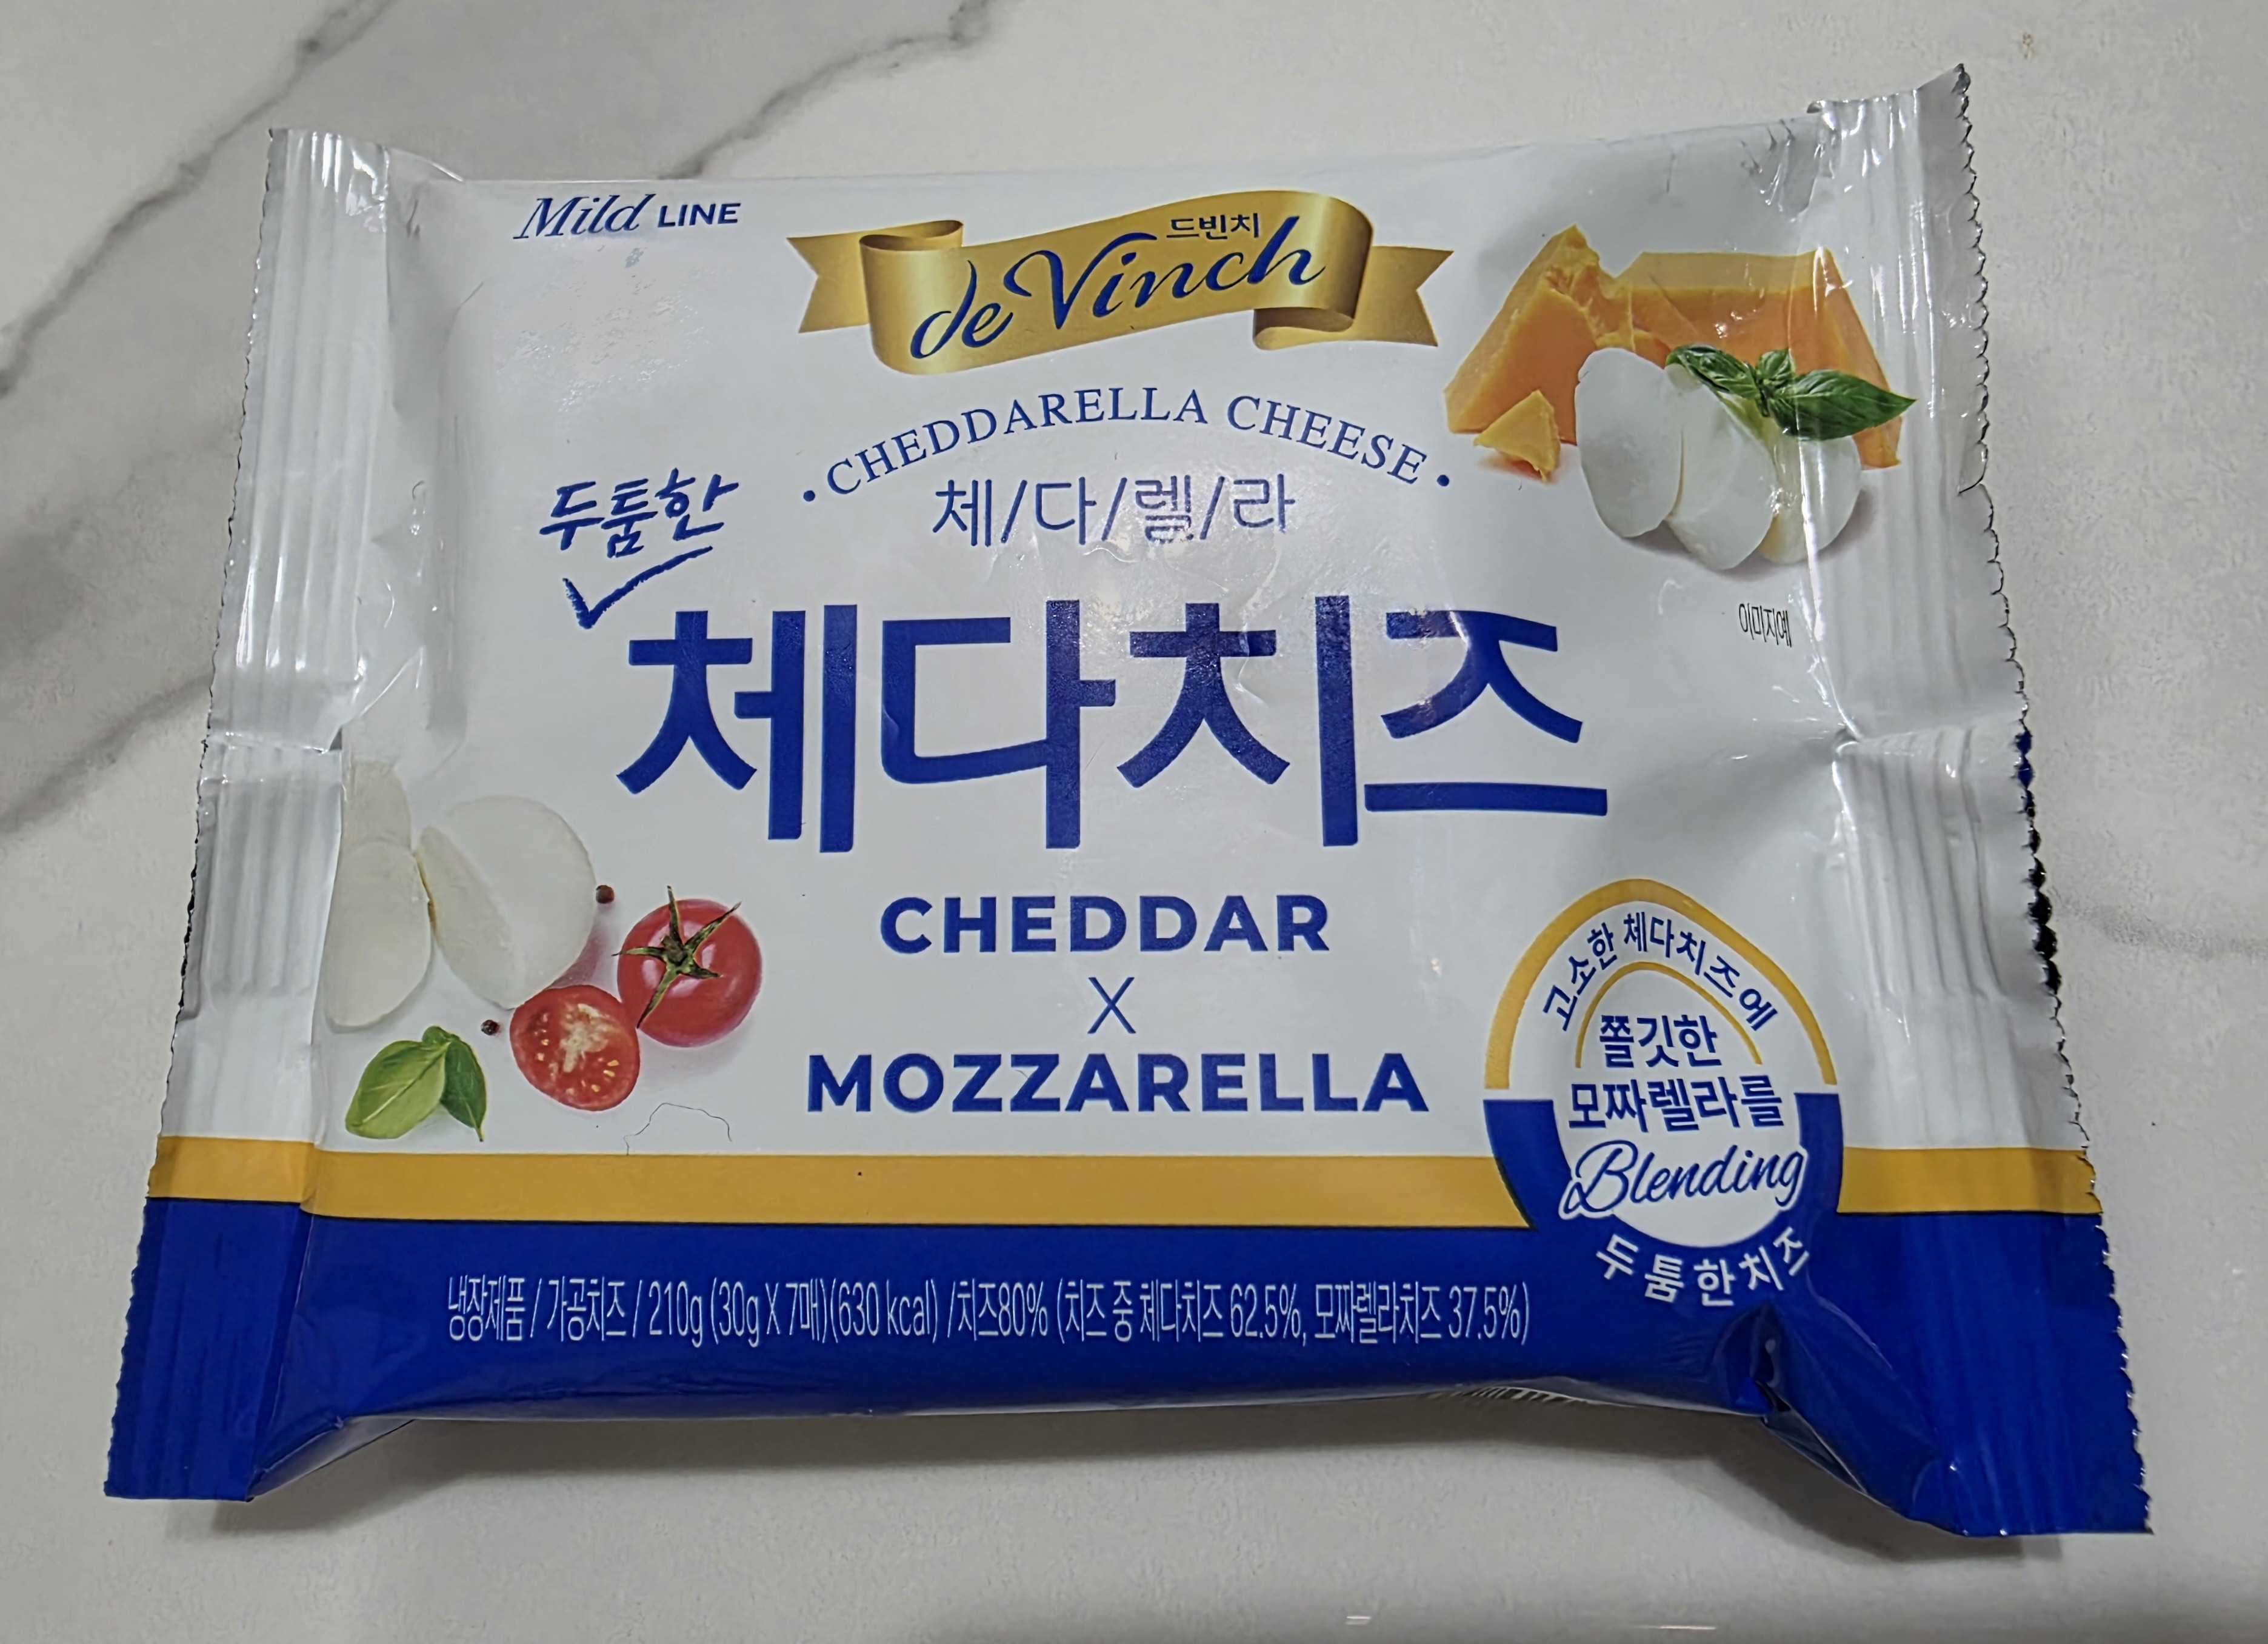 Mild LINE
드빈치
de Vinch
· CHEDDARELLA CHEESE ·
체/다/렐/라
두툼한
체다치즈
이미지예
CHEDDAR
X
MOZZARELLA
고소한 체다치즈에
쫄깃한
모짜렐라를
Blending
두툼한치즈
냉장제품 / 가공치즈 / 210g (30g X 7매)(630 kcal) /치즈80% (치즈 중 체다치즈 62.5%, 모짜렐라치즈 37.5%)